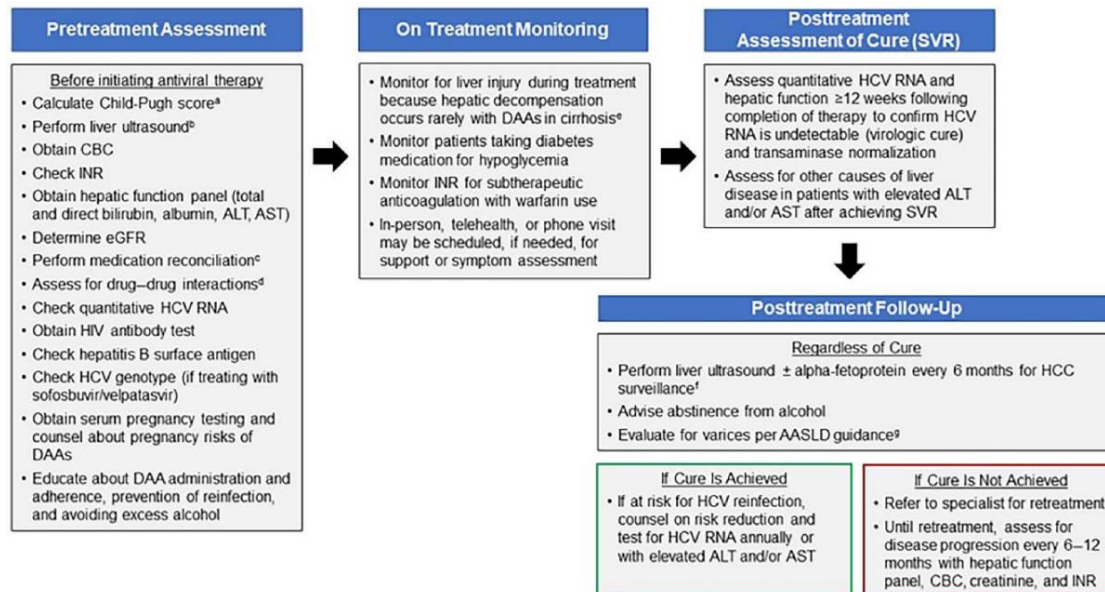 Pretreatment Assessment
Before initiating antiviral therapy
• Calculate Child-Pugh scoreᵃ
• Perform liver ultrasoundᵇ
• Obtain CBC
• Check INR
• Obtain hepatic function panel (total
and direct bilirubin, albumin, ALT, AST)
• Determine eGFR
• Perform medication reconciliationᶜ
• Assess for drug–drug interactionsᵈ
• Check quantitative HCV RNA
• Obtain HIV antibody test
• Check hepatitis B surface antigen
• Check HCV genotype (if treating with
sofosbuvir/velpatasvir)
• Obtain serum pregnancy testing and
counsel about pregnancy risks of
DAAs
• Educate about DAA administration and
adherence, prevention of reinfection,
and avoiding excess alcohol
On Treatment Monitoring
• Monitor for liver injury during treatment
because hepatic decompensation
occurs rarely with DAAs in cirrhosisᵉ
• Monitor patients taking diabetes
medication for hypoglycemia
• Monitor INR for subtherapeutic
anticoagulation with warfarin use
• In-person, telehealth, or phone visit
may be scheduled, if needed, for
support or symptom assessment
Posttreatment
Assessment of Cure (SVR)
• Assess quantitative HCV RNA and
hepatic function ≥12 weeks following
completion of therapy to confirm HCV
RNA is undetectable (virologic cure)
and transaminase normalization
• Assess for other causes of liver
disease in patients with elevated ALT
and/or AST after achieving SVR
Posttreatment Follow-Up
Regardless of Cure
• Perform liver ultrasound ± alpha-fetoprotein every 6 months for HCC
surveillanceᶠ
• Advise abstinence from alcohol
• Evaluate for varices per AASLD guidanceᵍ
If Cure Is Achieved
• If at risk for HCV reinfection,
counsel on risk reduction and
test for HCV RNA annually or
with elevated ALT and/or AST
If Cure Is Not Achieved
• Refer to specialist for retreatment
• Until retreatment, assess for
disease progression every 6–12
months with hepatic function
panel, CBC, creatinine, and INR